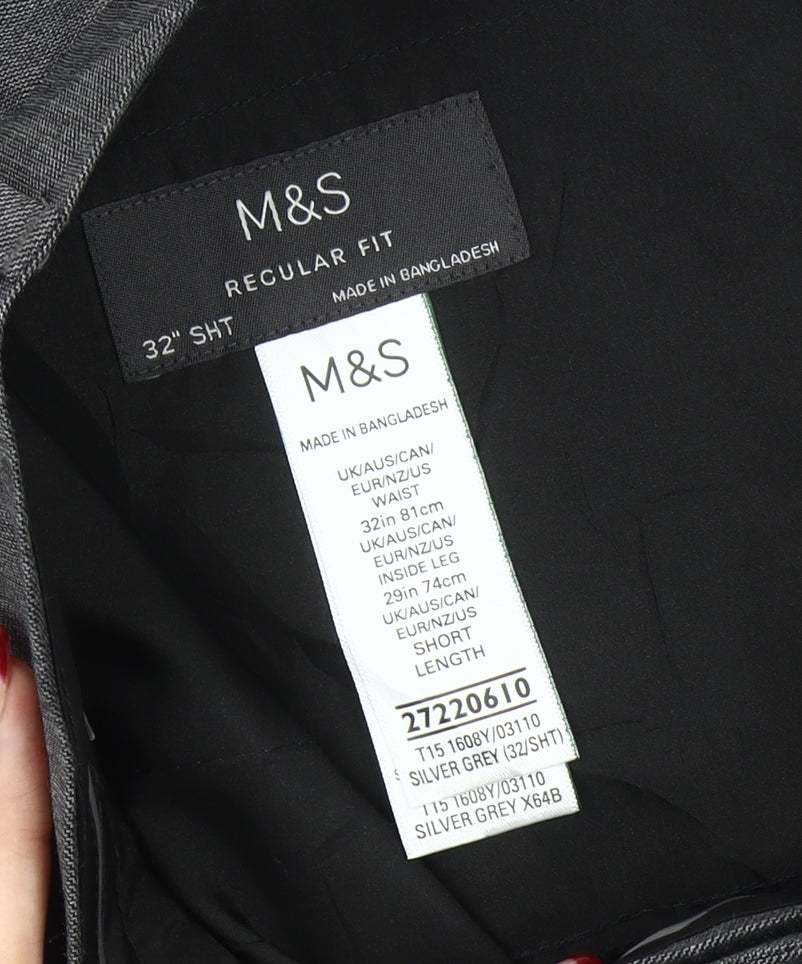 M&S
REGULAR FIT
MADE IN BANGLADESH
32" SHT
M&S
MADE IN BANGLADESH
UK/AUS/CAN/
EUR/NZ/US
WAIST
32in 81cm
UK/AUS/CAN/
EUR/NZ/US
INSIDE LEG
29in 74cm
UK/AUS/CAN/
EUR/NZ/US
SHORT
LENGTH
27220610
T15 1608Y/03110
SILVER GREY (32/SHT)
T15 1608Y/03110
SILVER GREY X64B